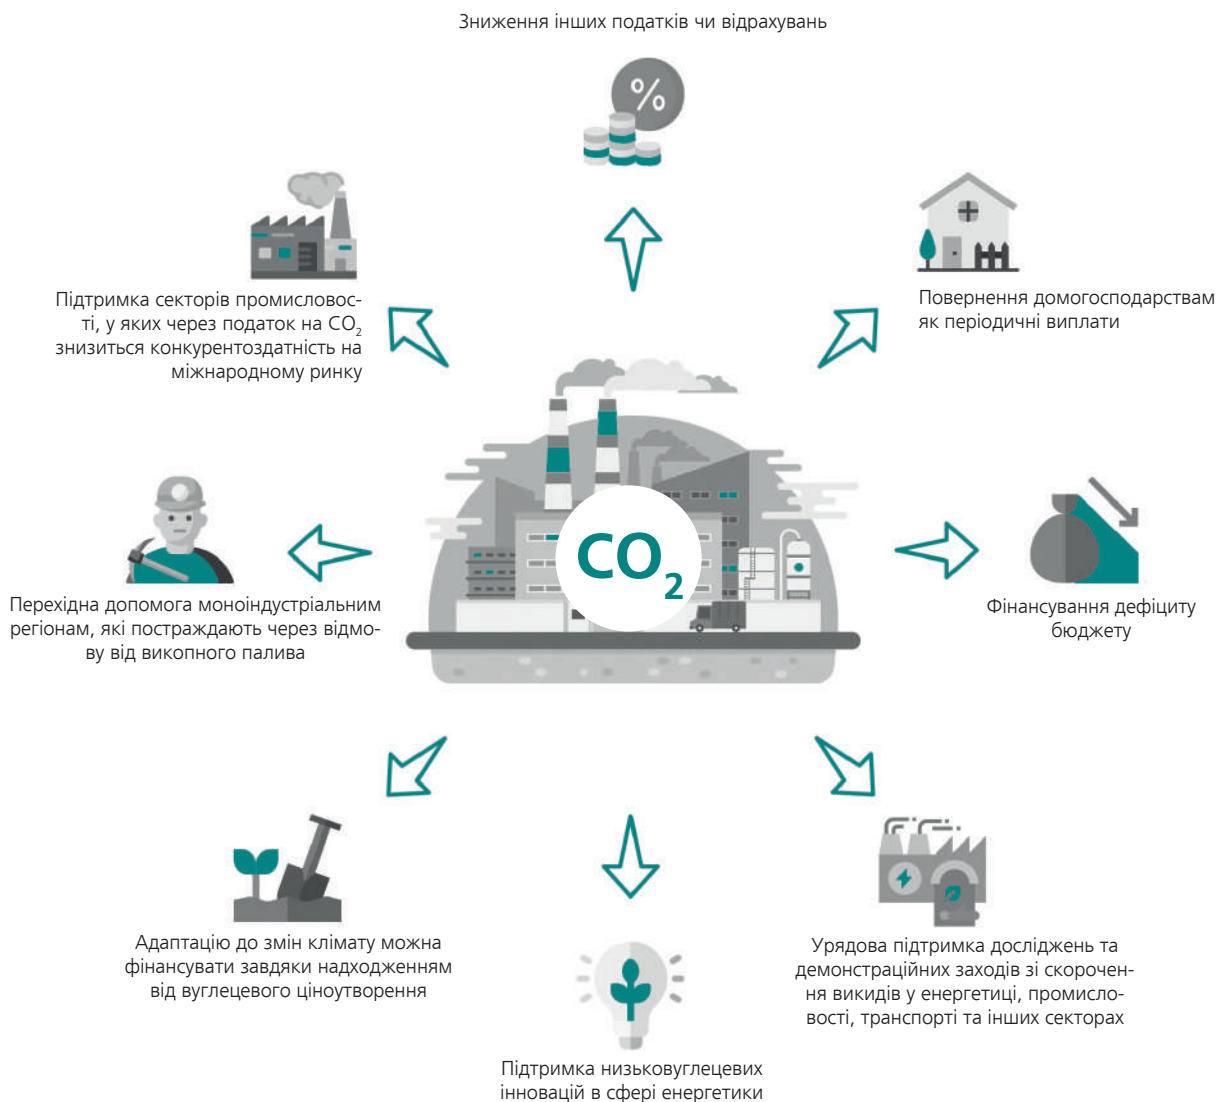 Зниження інших податків чи відрахувань
%
Підтримка секторів промисловос-
ті, у яких через податок на CO₂
знизиться конкурентоздатність на
міжнародному ринку
Повернення домогосподарствам
як періодичні виплати
CO₂
Перехідна допомога моноіндустріальним
регіонам, які постраждають через відмо-
ву від викопного палива
Фінансування дефіциту
бюджету
Адаптацію до змін клімату можна
фінансувати завдяки надходженням
від вуглецевого ціноутворення
Урядова підтримка досліджень та
демонстраційних заходів зі скорочен-
ня викидів у енергетиці, промисло-
вості, транспорті та інших секторах
Підтримка низьковуглецевих
інновацій в сфері енергетики